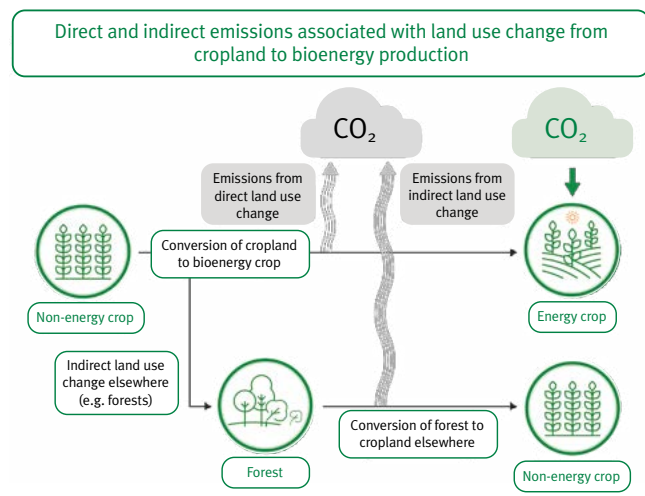 Direct and indirect emissions associated with land use change from
cropland to bioenergy production
CO₂
CO₂
Emissions from
direct land use
change
Emissions from
indirect land use
change
Conversion of cropland
to bioenergy crop
Non-energy crop
Energy crop
Indirect land use
change elsewhere
(e.g. forests)
Conversion of forest to
cropland elsewhere
Forest
Non-energy crop